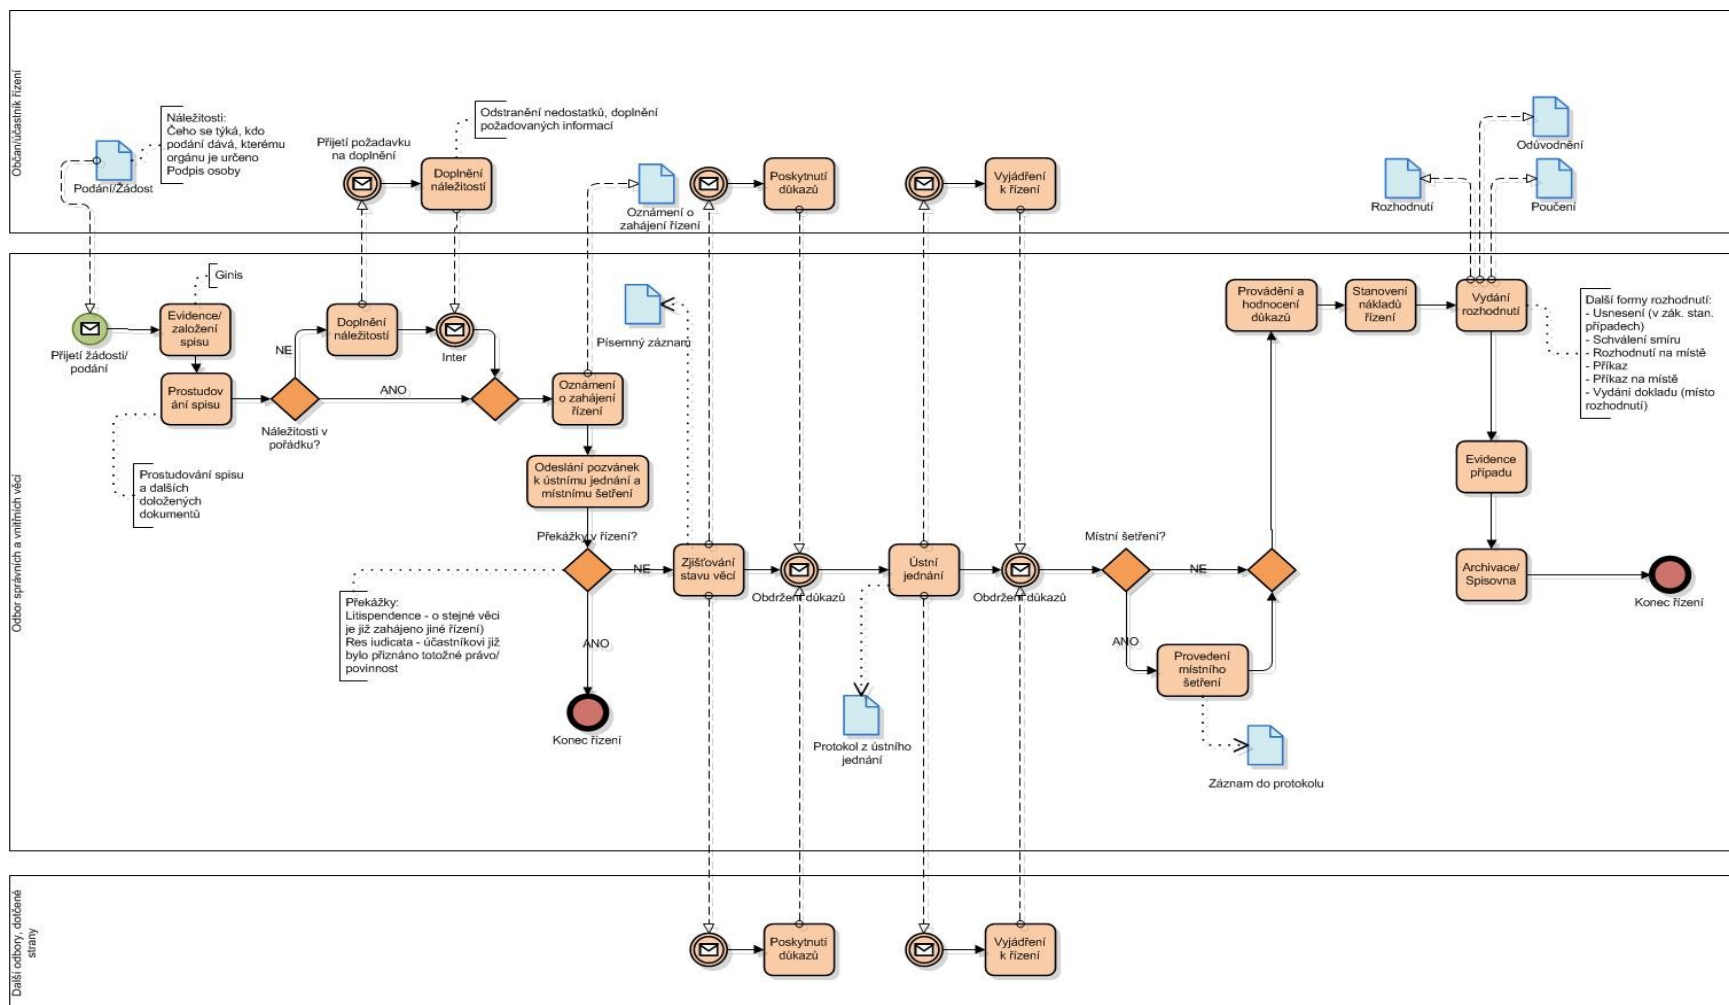 Občan/účastník řízení
Náležitosti:
Čeho se týká, kdo
podání dává, kterému
orgánu je určeno
Podpis osoby
Podání/Žádost
Přijetí požadavku
na doplnění
Doplnění
náležitostí
Odstranění nedostatků, doplnění
požadovaných informací
Oznámení o
zahájení řízení
Poskytnutí
důkazů
Vyjádření
k řízení
Rozhodnutí
Odůvodnění
Poučení
Odbor správních a vnitřních věcí
Ginis
Přijetí žádosti/
podání
Evidence/
založení
spisu
Prostudov
ání spisu
Prostudování spisu
a dalších
doložených
dokumentů
Náležitosti v
pořádku?
NE
ANO
Doplnění
náležitostí
Inter
Oznámení
o zahájení
řízení
Odeslání pozvánek
k ústnímu jednání a
místnímu šetření
Překážky v řízení?
NE
ANO
Překážky:
Litispendence - o stejné věci
je již zahájeno jiné řízení)
Res iudicata - účastníkovi již
bylo přiznáno totožné právo/
povinnost
Konec řízení
Písemný záznam
Zjišťování
stavu věcí
Obdržení důkazů
Ústní
jednání
Protokol z ústního
jednání
Obdržení důkazů
Místní šetření?
NE
ANO
Provedení
místního
šetření
Záznam do protokolu
Provádění a
hodnocení
důkazů
Stanovení
nákladů
řízení
Vydání
rozhodnutí
Další formy rozhodnutí:
- Usnesení (v zák. stan.
případech)
- Schválení smíru
- Rozhodnutí na místě
- Příkaz
- Příkaz na místě
- Vydání dokladu (místo
rozhodnutí)
Evidence
případu
Archivace/
Spisovna
Konec řízení
Další odbory, dotčené
strany
Poskytnutí
důkazů
Vyjádření
k řízení